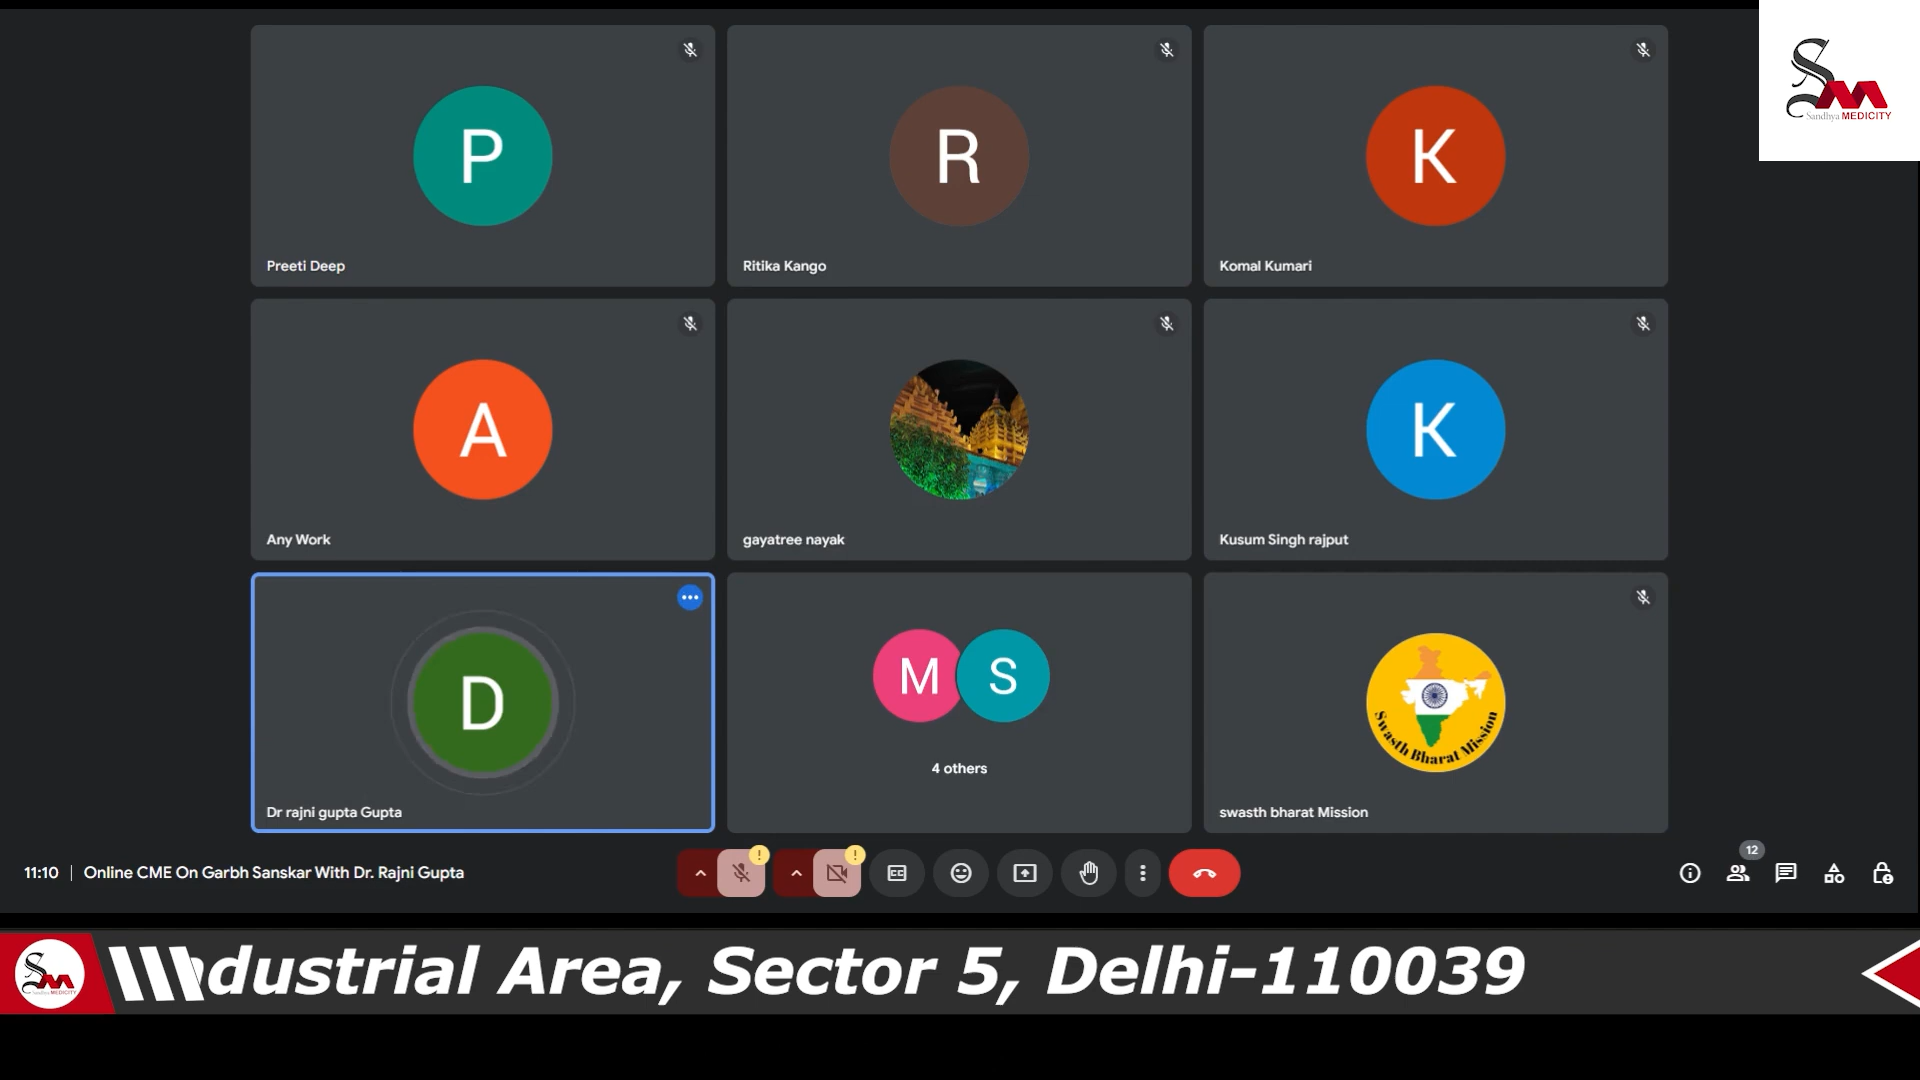 P
R
K
Preeti Deep
Ritika Kango
Komal Kumari
Sandhya MEDICITY
A
K
Any Work
gayatree nayak
Kusum Singh rajput
D
M S
4 others
Swasth Bharat Mission
Dr rajni gupta Gupta
swasth bharat Mission
11:10 | Online CME On Garbh Sanskar With Dr. Rajni Gupta
CC
12
dustrial Area, Sector 5, Delhi-110039